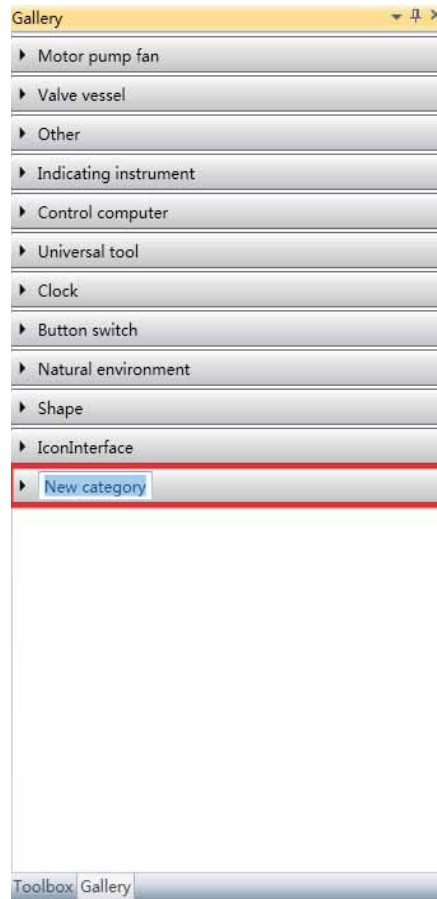 Gallery
Motor pump fan
Valve vessel
Other
Indicating instrument
Control computer
Universal tool
Clock
Button switch
Natural environment
Shape
IconInterface
New category
Toolbox Gallery